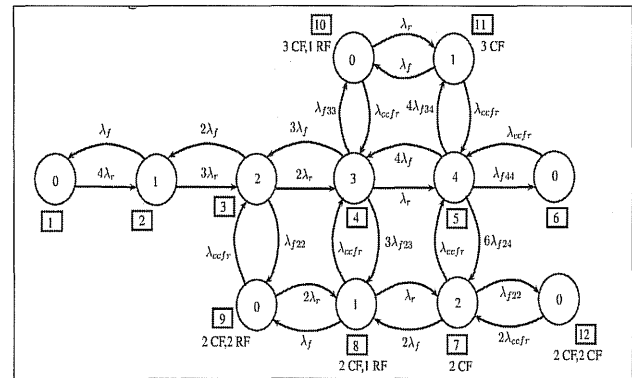 10
11
3 CF,1 RF
λr
3 CF
0
1
λf
λf33
λccfr
4λf34
λccfr
λf
2λf
3λf
4λf
λccfr
0
4λr
1
3λr
2
2λr
3
λr
4
λf44
0
1
2
3
4
5
6
λccfr
λf22
λccfr
3λf23
λccfr
6λf24
0
2λr
1
λr
2
λf22
0
9
λf
8
2λf
7
2λccfr
12
2 CF,2 RF
2 CF,1 RF
2 CF
2 CF,2 CF